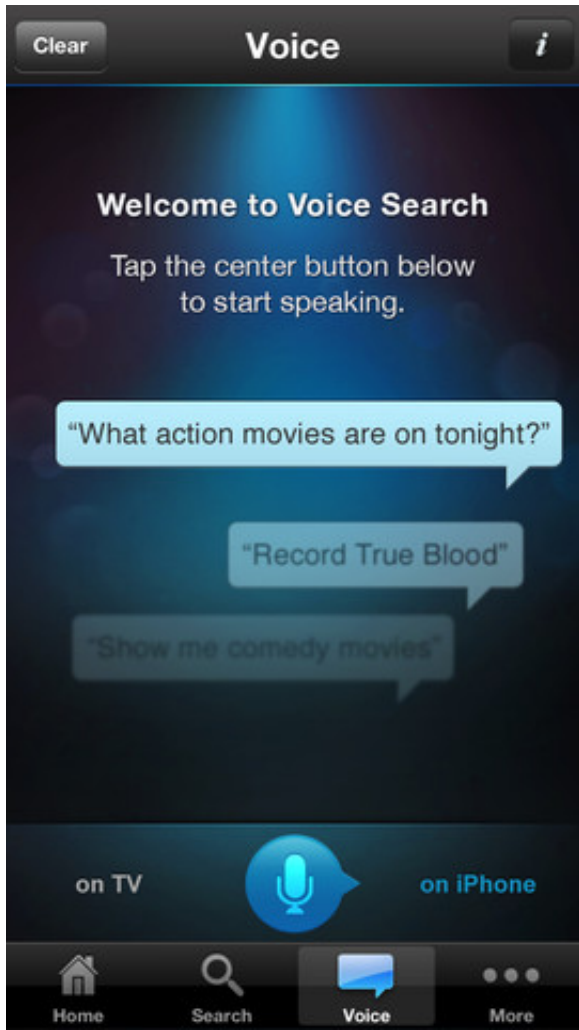 Clear
Voice
i
Welcome to Voice Search
Tap the center button below
to start speaking.
“What action movies are on tonight?”
“Record True Blood”
“Show me comedy movies”
on TV
on iPhone
Home
Search
Voice
More